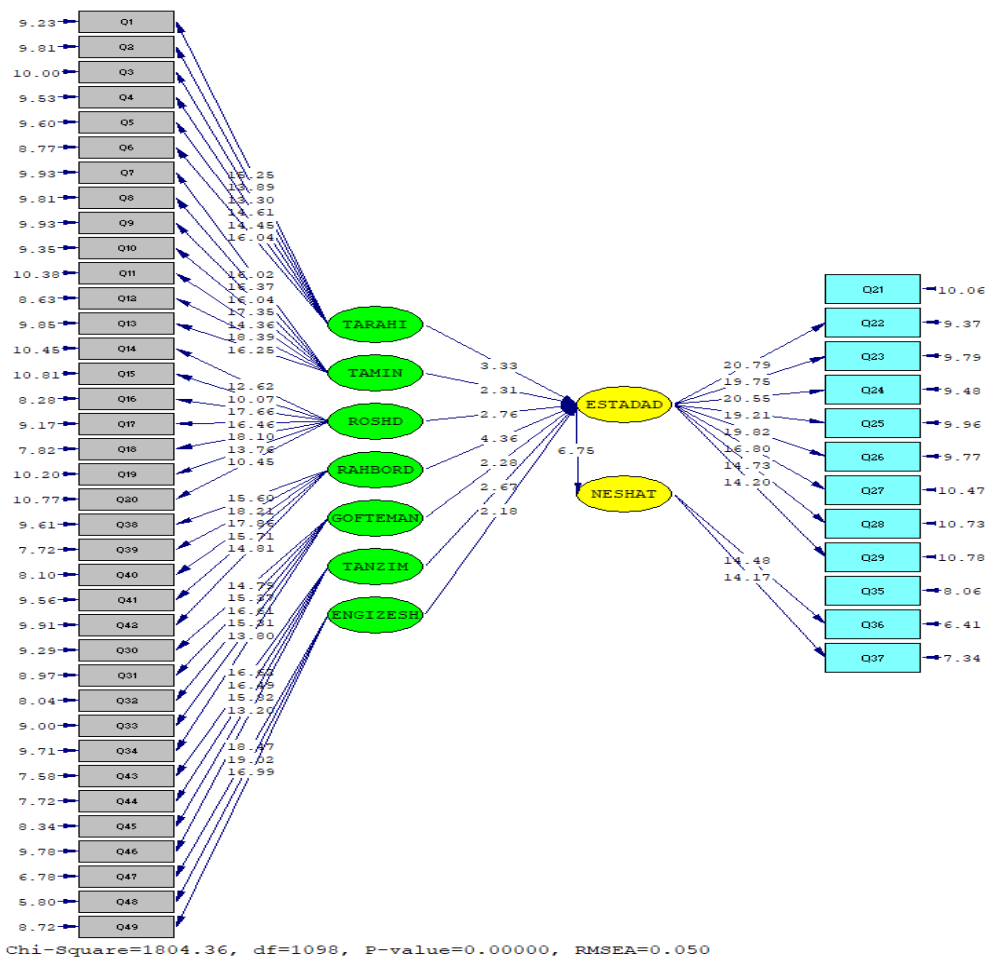 9.23 Q1
9.81 Q2
10.00 Q3
9.53 Q4
9.60 Q5
8.77 Q6
9.93 Q7
9.81 Q8
9.93 Q9
9.35 Q10
10.38 Q11
8.63 Q12
9.85 Q13
10.45 Q14
10.81 Q15
8.28 Q16
9.17 Q17
7.82 Q18
10.20 Q19
10.77 Q20
9.61 Q38
7.72 Q39
8.10 Q40
9.56 Q41
9.91 Q42
9.29 Q30
8.97 Q31
8.04 Q32
9.00 Q33
9.71 Q34
7.58 Q43
7.72 Q44
8.34 Q45
9.78 Q46
6.78 Q47
5.80 Q48
8.72 Q49
16.25
13.89
13.30
14.61
14.45
16.04
16.02
16.37
16.04
17.35
14.36
18.39
16.25
12.62
10.07
17.66
16.46
18.10
13.76
10.45
15.60
18.21
17.86
15.71
14.81
14.79
15.37
16.61
15.31
13.80
16.63
16.49
15.82
13.20
18.47
19.02
16.99
TARAHI
TAMIN
ROSHD
RAHBORD
GOFTEMAN
TANZIM
ENGIZESH
3.33
2.31
2.76
4.36
2.28
2.67
2.18
ESTADAD
6.75
NESHAT
20.79
19.75
20.55
19.21
19.82
16.80
14.73
14.20
14.48
14.17
Q21 10.06
Q22 9.37
Q23 9.79
Q24 9.48
Q25 9.96
Q26 9.77
Q27 10.47
Q28 10.73
Q29 10.78
Q35 8.06
Q36 6.41
Q37 7.34
Chi-Square=1804.36, df=1098, P-value=0.00000, RMSEA=0.050